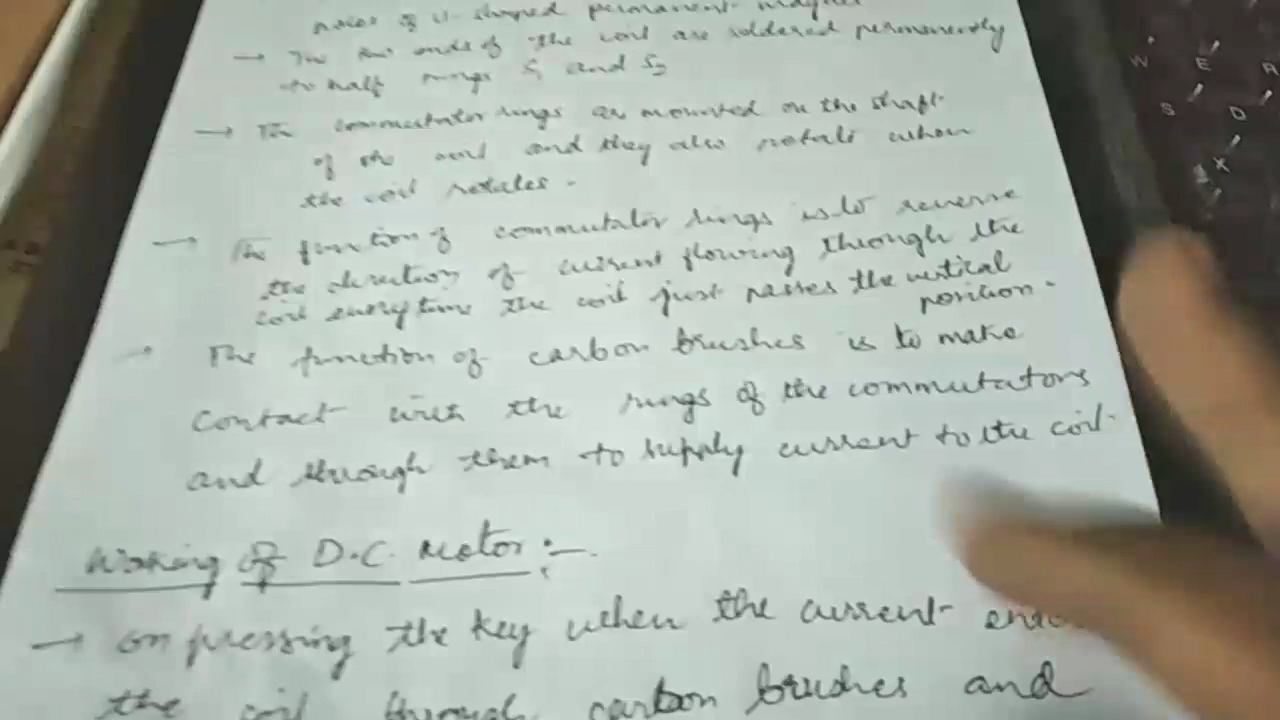 poles of U-shaped permanent magnet
→ The two ends of the coil are soldered permanently
to half rings S1 and S2
→ The commutator rings are mounted on the shaft
of the coil and they also rotate when
the coil rotates.
→ The function of commutator rings is to reverse
the direction of current flowing through the
coil everytime the coil just passes the vertical
position.
The function of carbon brushes is to make
contact with the rings of the commutators
and through them to supply current to the coil.
Working of D.C. Motor :-
→ On pressing the key when the current
the coil through carbon brushes and
W E R
S D
X